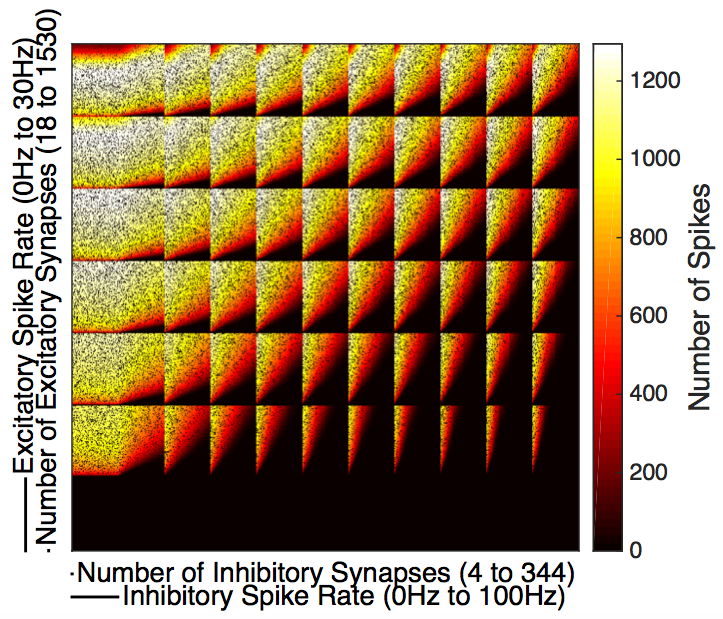 Excitatory Spike Rate (0Hz to 30Hz)
·Number of Excitatory Synapses (18 to 1530)
1200
1000
800
600
400
200
0
Number of Spikes
·Number of Inhibitory Synapses (4 to 344)
Inhibitory Spike Rate (0Hz to 100Hz)